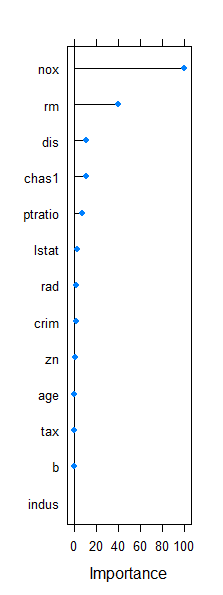 nox
rm
dis
chas1
ptratio
lstat
rad
crim
zn
age
tax
b
indus
0 20 40 60 80 100
Importance